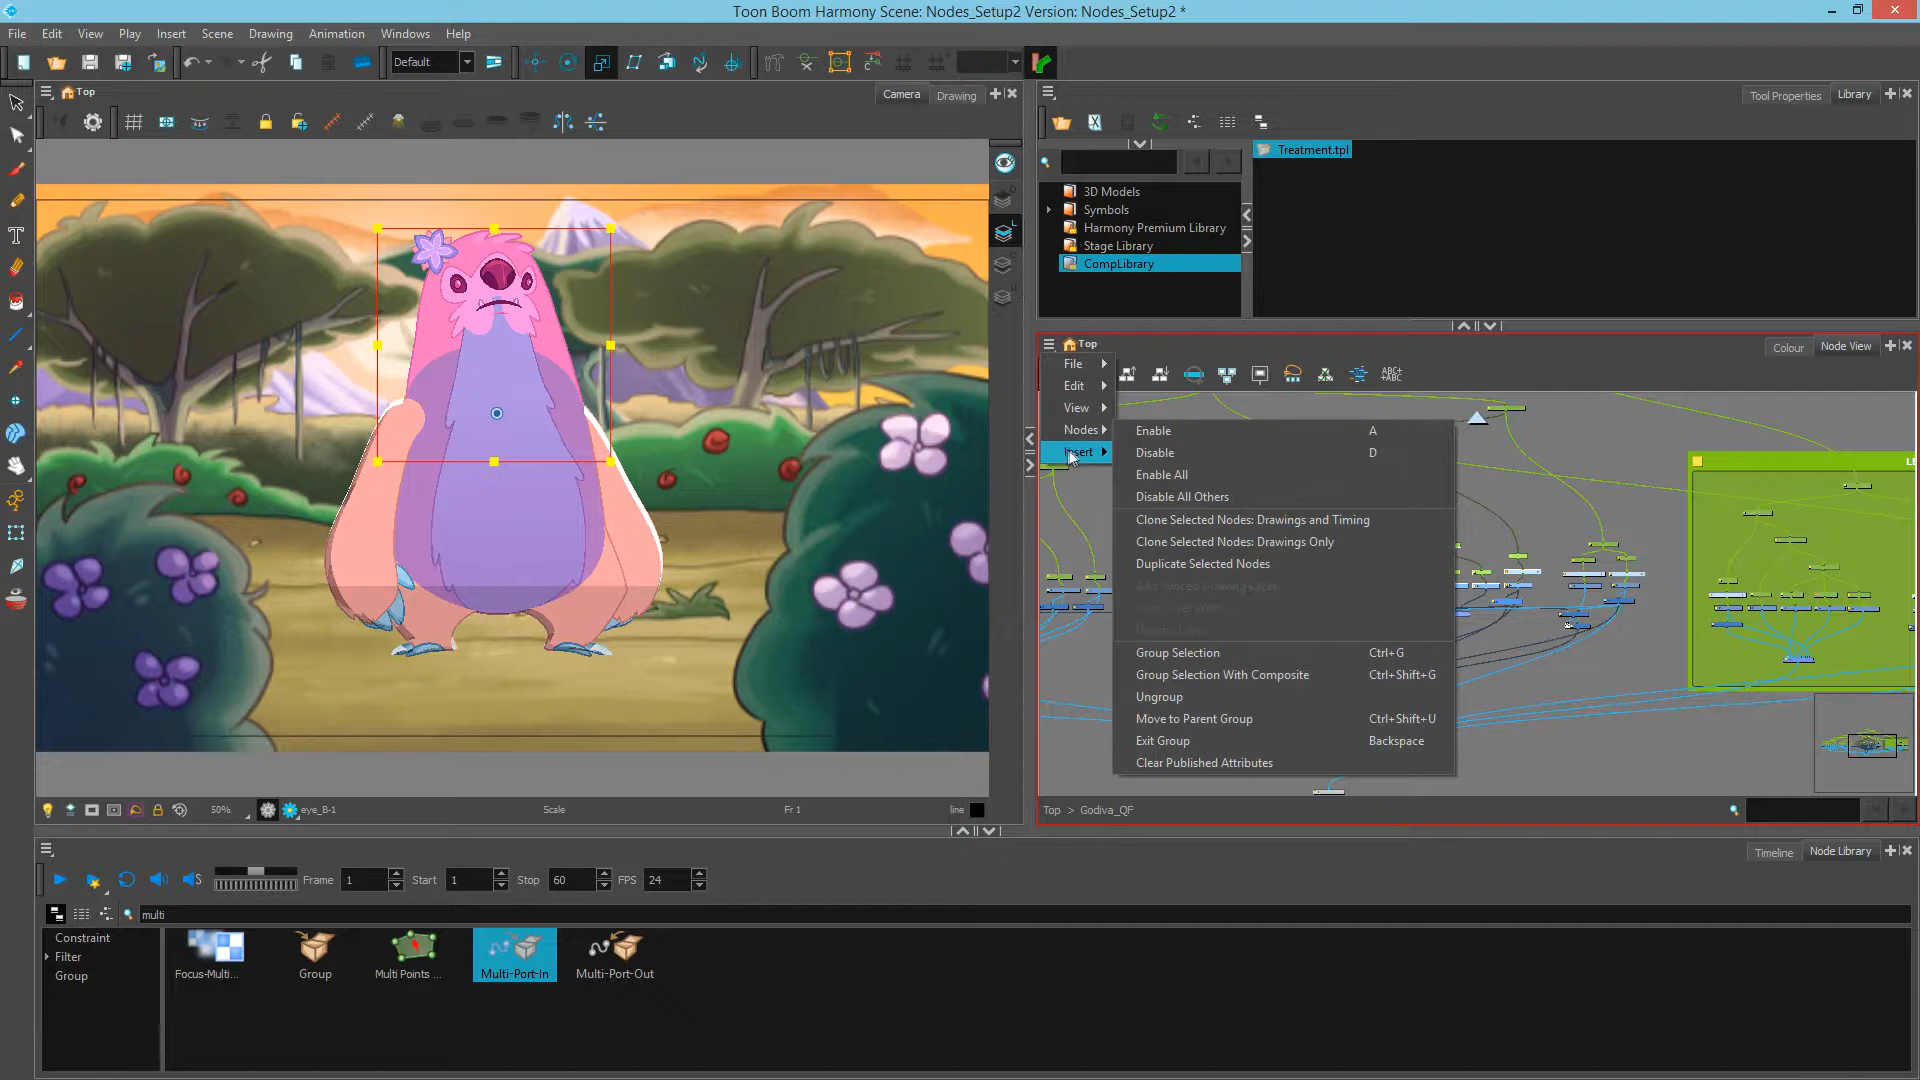 Toon Boom Harmony Scene: Nodes_Setup2 Version: Nodes_Setup2 *
File Edit View Play Insert Scene Drawing Animation Windows Help
Default
Top
Camera Drawing
Tool Properties Library
Treatment.tpl
3D Models
Symbols
Harmony Premium Library
Stage Library
CompLibrary
Top
Colour Node View
ABC+
+ABC
File
Edit
View
Nodes
Insert
Enable A
Disable D
Enable All
Disable All Others
Clone Selected Nodes: Drawings and Timing
Clone Selected Nodes: Drawings Only
Duplicate Selected Nodes
Group Selection Ctrl+G
Group Selection With Composite Ctrl+Shift+G
Ungroup
Move to Parent Group Ctrl+Shift+U
Exit Group Backspace
Clear Published Attributes
Top > Godiva_QF
50% eye_B-1 Scale Fr 1 line
Timeline Node Library
Frame 1 Start 1 Stop 60 FPS 24
multi
Constraint
Filter
Group
Focus-Multi... Group Multi Points ... Multi-Port-In Multi-Port-Out